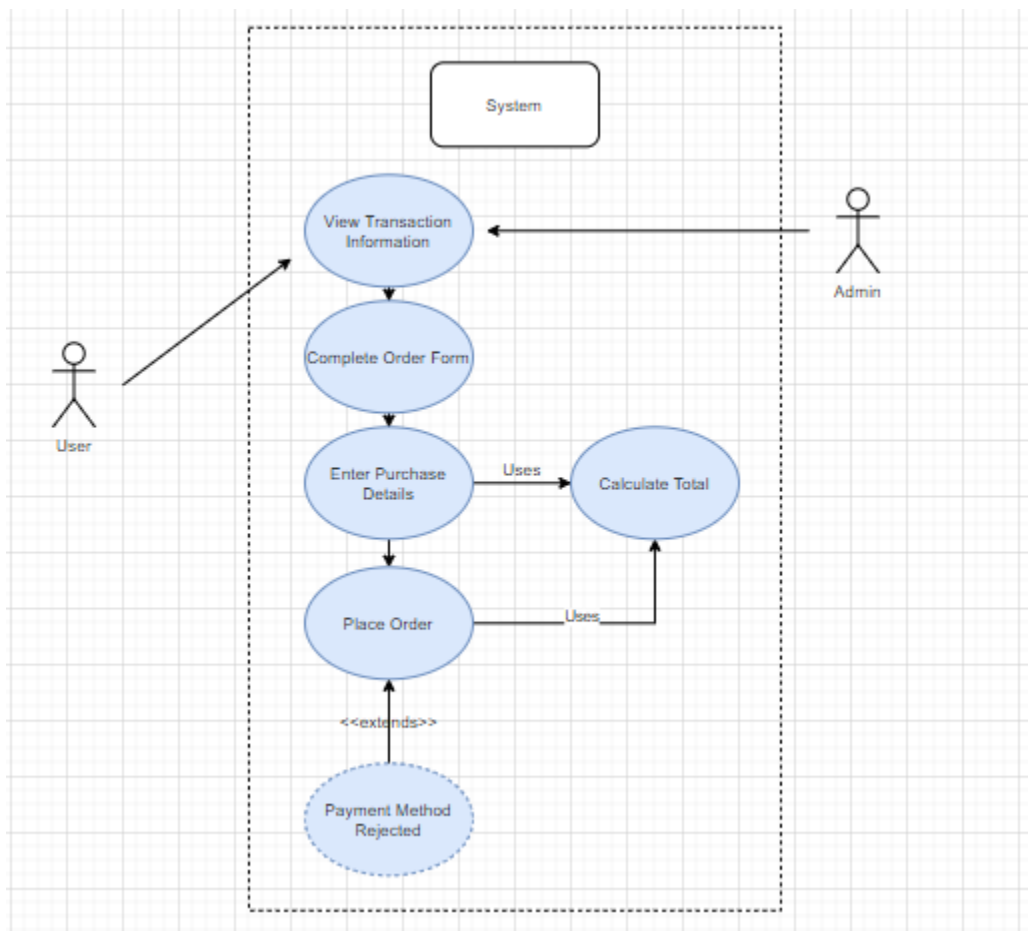 System
View Transaction
Information
Admin
Complete Order Form
User
Enter Purchase
Details
Uses
Calculate Total
Place Order
Uses
<<extends>>
Payment Method
Rejected